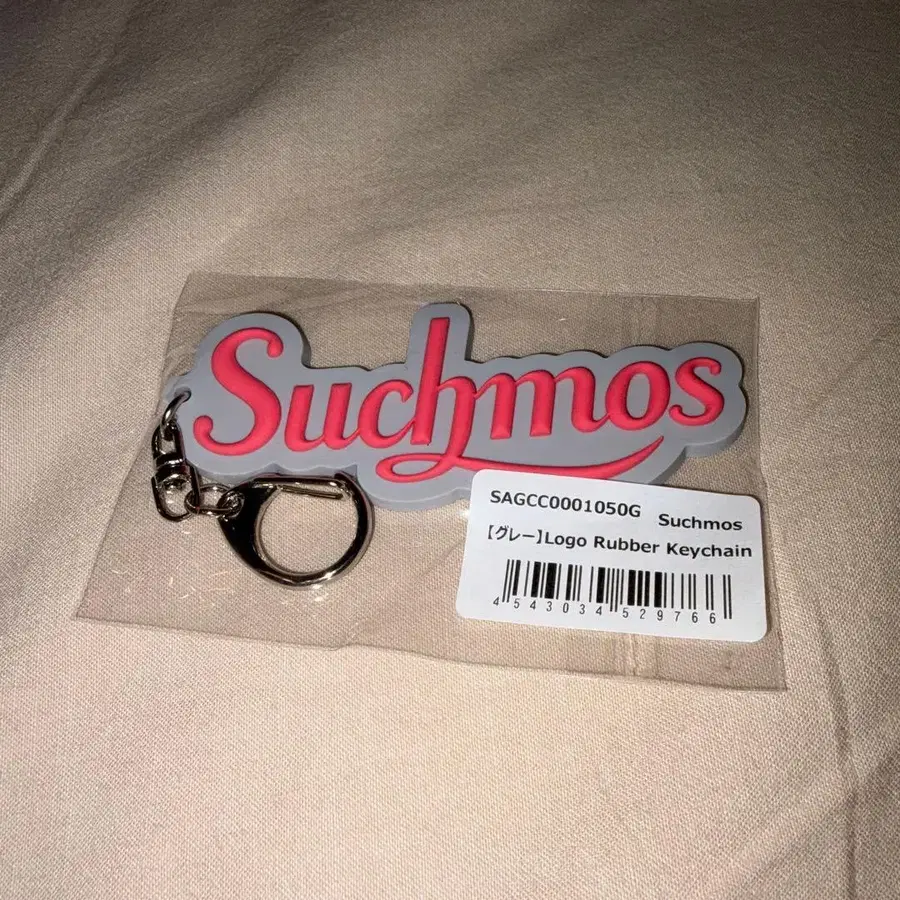 Suchmos
SAGCC0001050G Suchmos
【グレー】Logo Rubber Keychain
4543034529766